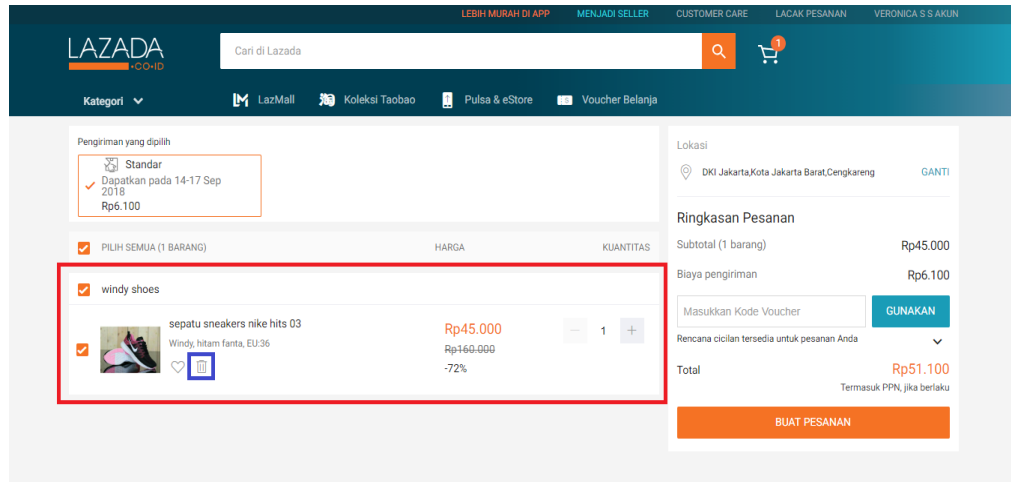 LEBIH MURAH DI APP MENJADI SELLER CUSTOMER CARE LACAK PESANAN VERONICA S S AKUN
LAZADA
•CO•ID
Cari di Lazada
1
Kategori LazMall Koleksi Taobao Pulsa & eStore Voucher Belanja
Pengiriman yang dipilih
Standar
Dapatkan pada 14-17 Sep
2018
Rp6.100
PILIH SEMUA (1 BARANG) HARGA KUANTITAS
windy shoes
sepatu sneakers nike hits 03
Windy, hitam fanta, EU:36
Rp45.000
Rp160.000
-72%
− 1 +
Lokasi
DKI Jakarta,Kota Jakarta Barat,Cengkareng GANTI
Ringkasan Pesanan
Subtotal (1 barang) Rp45.000
Biaya pengiriman Rp6.100
Masukkan Kode Voucher GUNAKAN
Rencana cicilan tersedia untuk pesanan Anda
Total Rp51.100
Termasuk PPN, jika berlaku
BUAT PESANAN